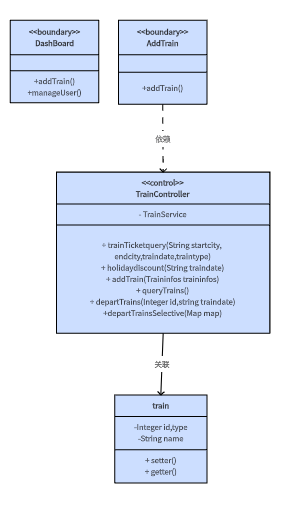 <<boundary>>
DashBoard
+addTrain()
+manageUser()
<<boundary>>
AddTrain
+addTrain()
依赖
<<control>>
TrainController
- TrainService
+ trainTicketquery(String startcity,
endcity,traindate,traintype)
+ holidaydiscount(String traindate)
+ addTrain(Traininfos traininfos)
+ queryTrains()
+ departTrains(Integer id,string traindate)
+departTrainsSelective(Map map)
关联
train
-Integer id,type
-String name
+ setter()
+ getter()